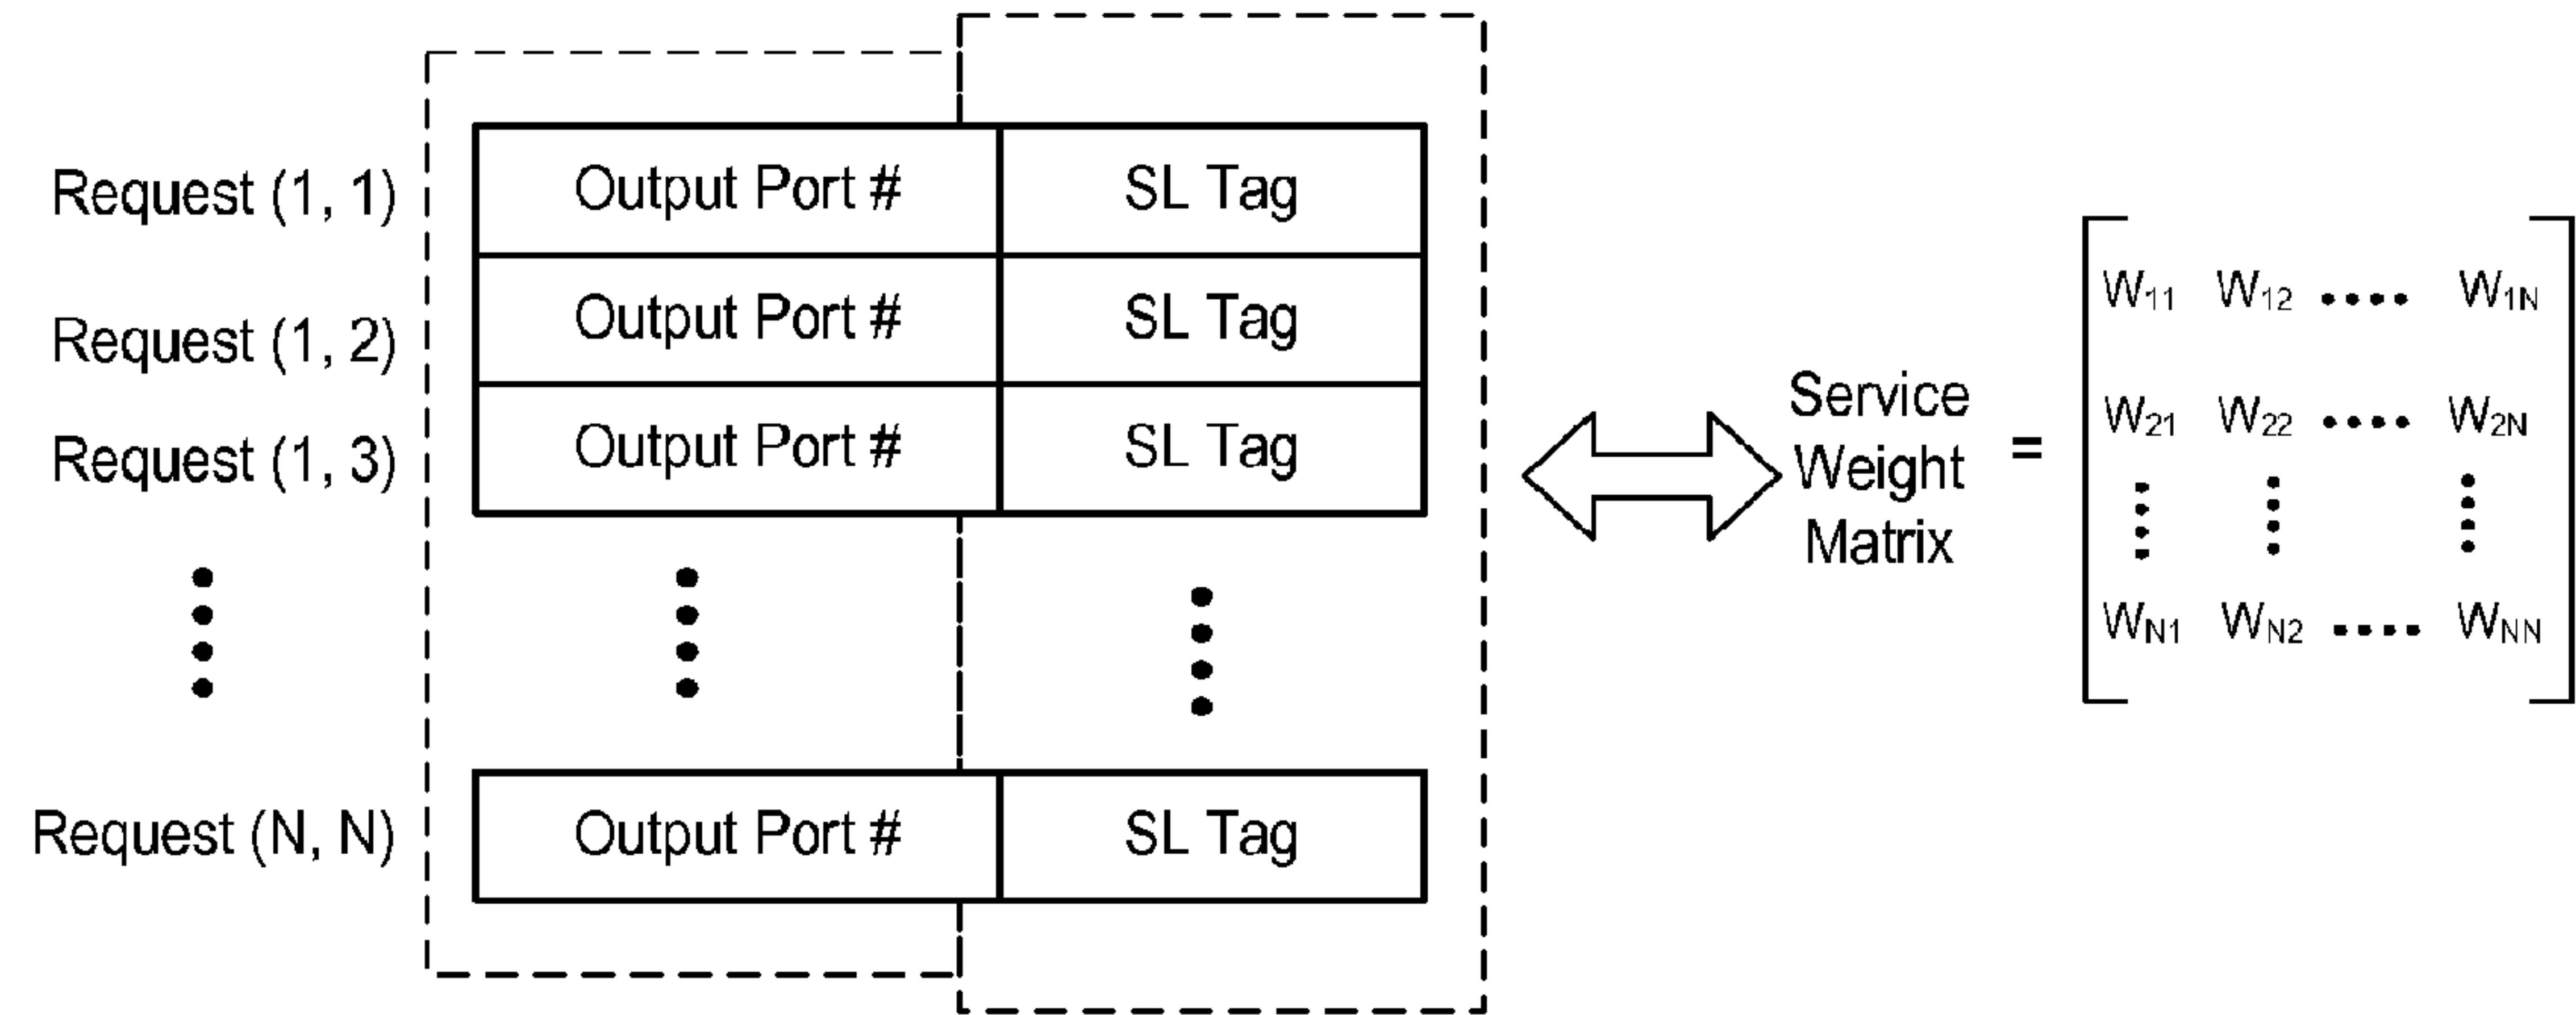 Request (1, 1) Output Port # SL Tag
Request (1, 2) Output Port # SL Tag
Request (1, 3) Output Port # SL Tag
Request (N, N) Output Port # SL Tag
Service
Weight
Matrix
=
W11 W12 •••• W1N
W21 W22 •••• W2N
WN1 WN2 •••• WNN